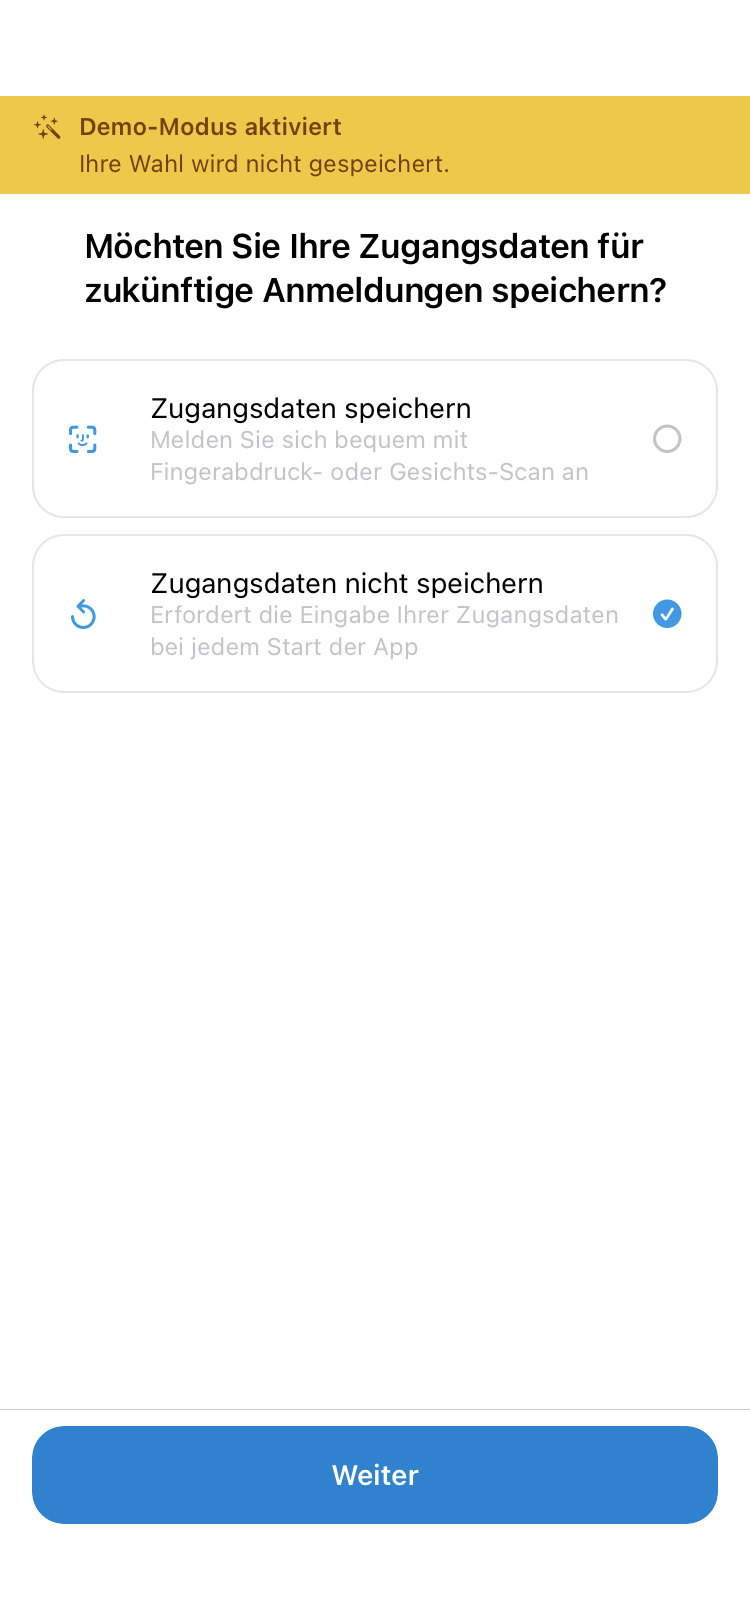 Demo-Modus aktiviert
Ihre Wahl wird nicht gespeichert.
Möchten Sie Ihre Zugangsdaten für
zukünftige Anmeldungen speichern?
Zugangsdaten speichern
Melden Sie sich bequem mit
Fingerabdruck- oder Gesichts-Scan an
Zugangsdaten nicht speichern
Erfordert die Eingabe Ihrer Zugangsdaten
bei jedem Start der App
Weiter